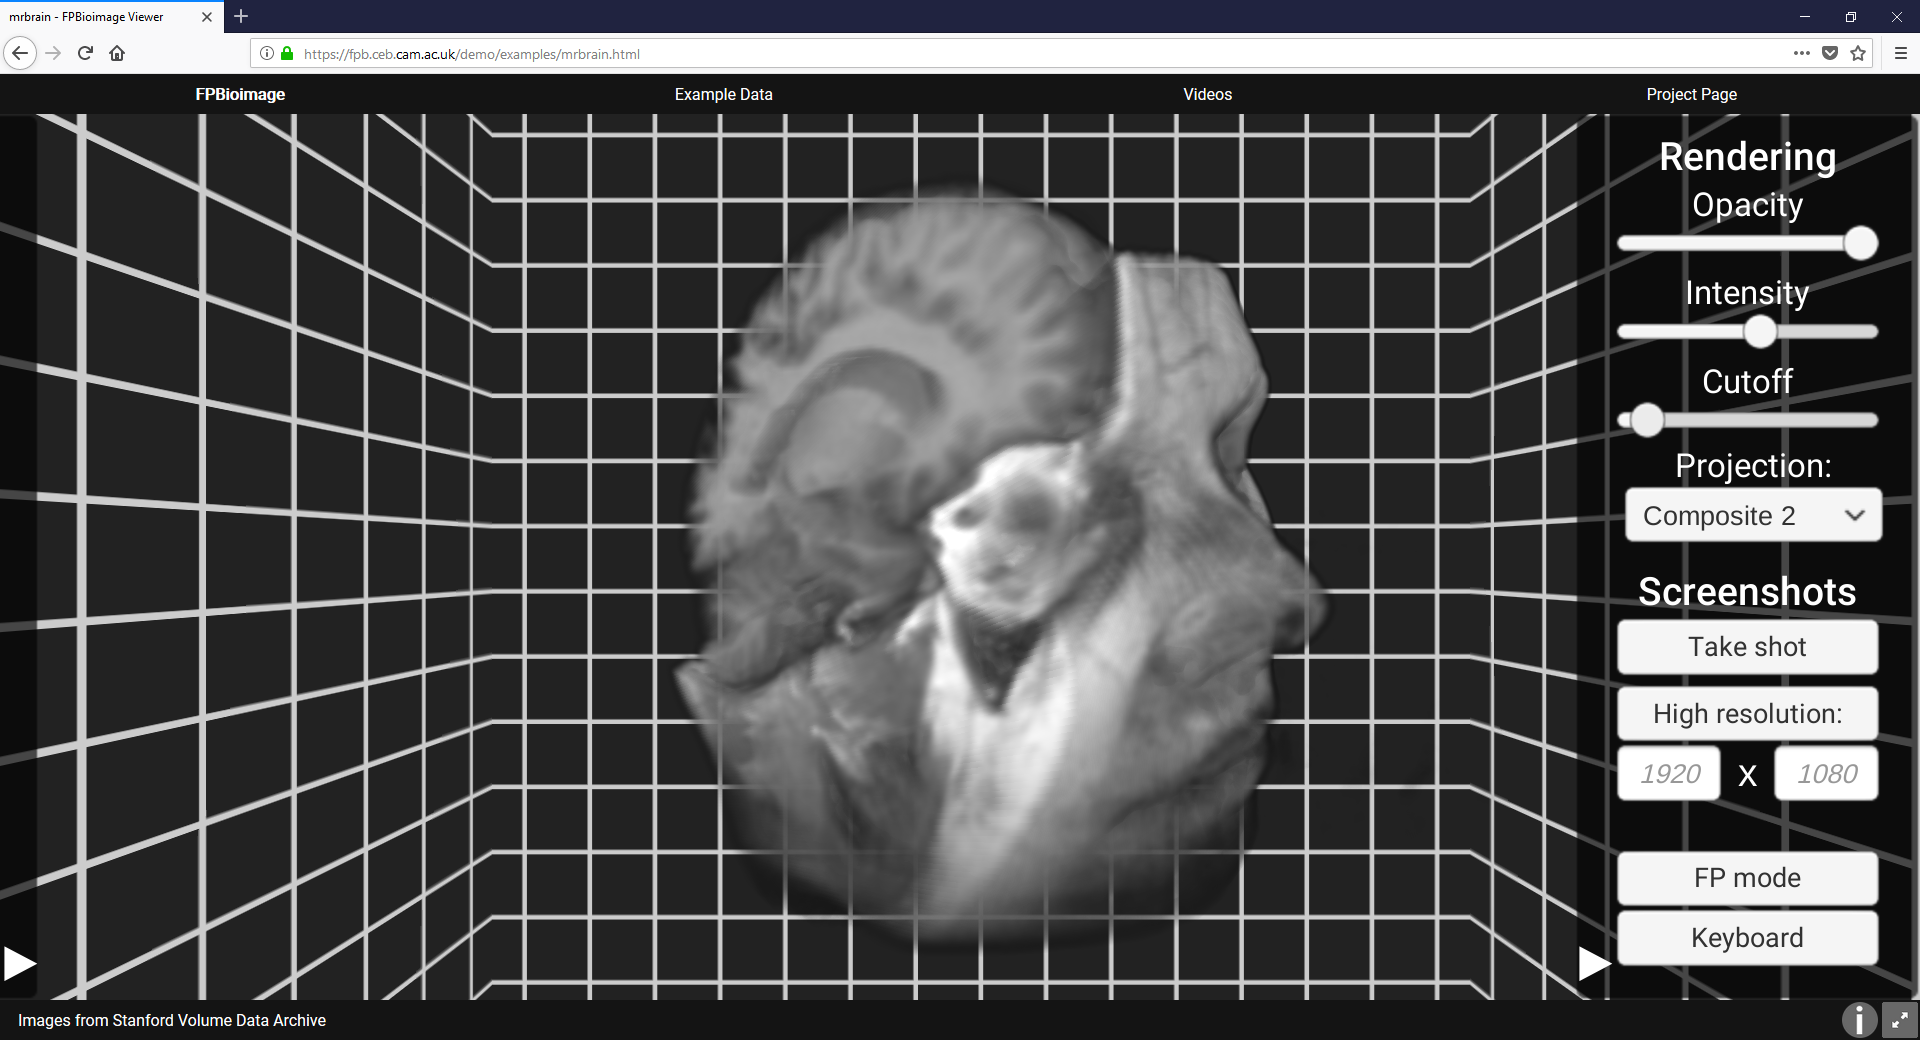 mrbrain - FPBioimage Viewer
https://fpb.ceb.cam.ac.uk/demo/examples/mrbrain.html
FPBioimage
Example Data
Videos
Project Page
Rendering
Opacity
Intensity
Cutoff
Projection:
Composite 2
Screenshots
Take shot
High resolution:
1920 X 1080
FP mode
Keyboard
Images from Stanford Volume Data Archive